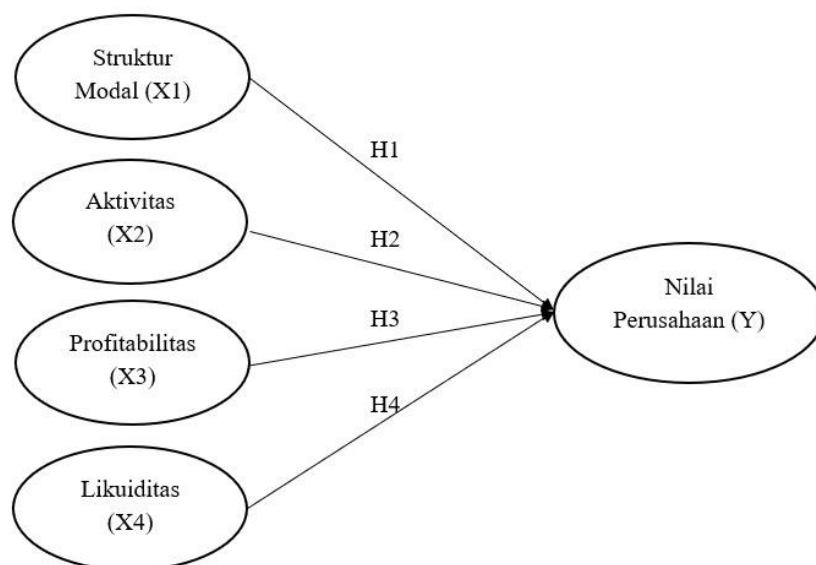 Struktur
Modal (X1)
H1
Aktivitas
(X2)
H2
Nilai
Perusahaan (Y)
H3
Profitabilitas
(X3)
H4
Likuiditas
(X4)